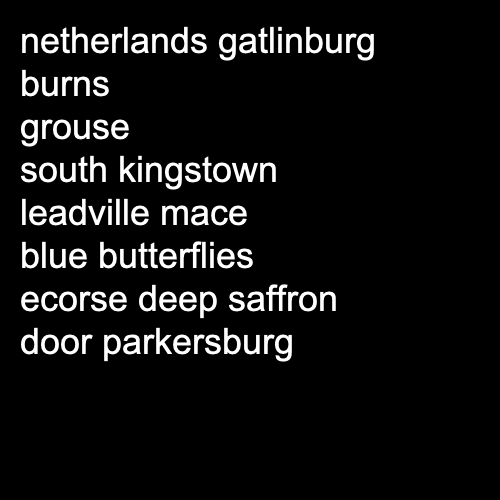 netherlands gatlinburg
burns
grouse
south kingstown
leadville mace
blue butterflies
ecorse deep saffron
door parkersburg